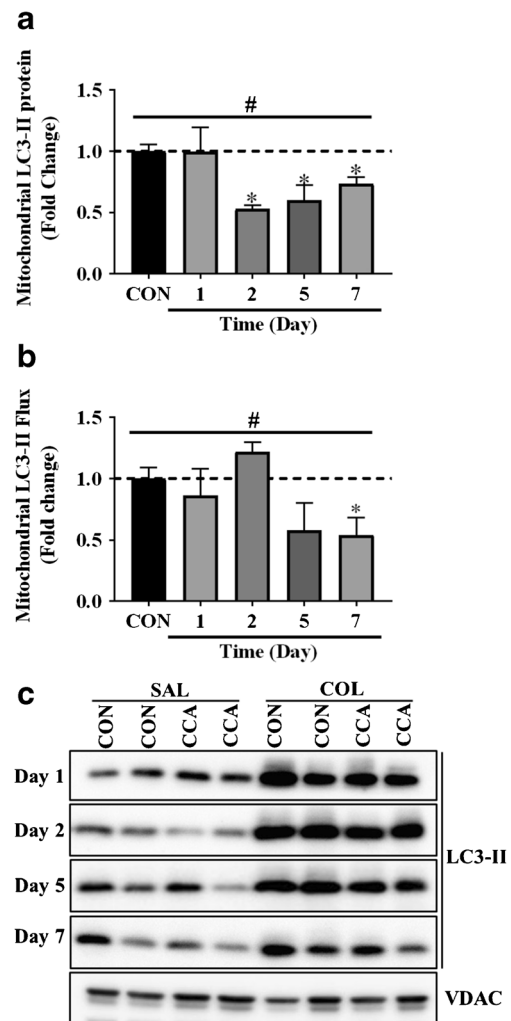 a
Mitochondrial LC3-II protein
(Fold Change)
1.5
1.0
0.5
0.0
#
*
*
*
CON 1 2 5 7
Time (Day)
b
Mitochondrial LC3-II Flux
(Fold change)
1.5
1.0
0.5
0.0
#
*
CON 1 2 5 7
Time (Day)
c
SAL COL
CON CON CCA CCA CON CON CCA CCA
Day 1
Day 2
Day 5
Day 7
LC3-II
VDAC